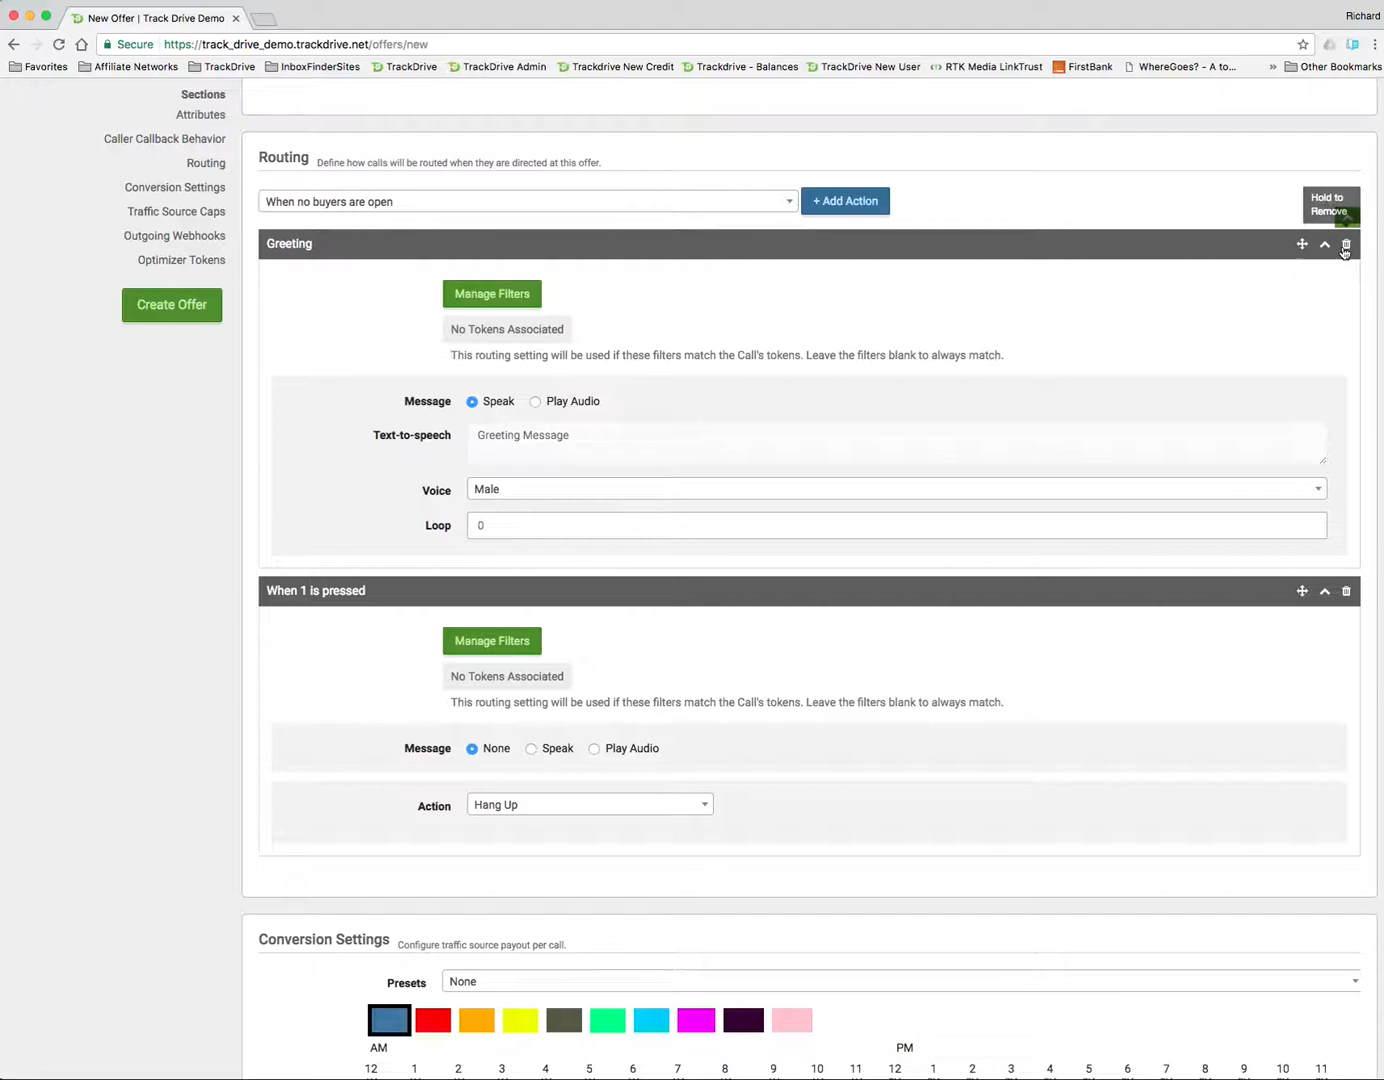 New Offer | Track Drive Demo
Richard
Secure https://track_drive_demo.trackdrive.net/offers/new
Favorites Affiliate Networks TrackDrive InboxFinderSites TrackDrive TrackDrive Admin Trackdrive New Credit Trackdrive - Balances TrackDrive New User RTK Media LinkTrust FirstBank WhereGoes? - A to... » Other Bookmarks
Sections
Attributes
Caller Callback Behavior
Routing
Conversion Settings
Traffic Source Caps
Outgoing Webhooks
Optimizer Tokens
Create Offer
Routing Define how calls will be routed when they are directed at this offer.
When no buyers are open + Add Action
Hold to
Remove
Greeting
Manage Filters
No Tokens Associated
This routing setting will be used if these filters match the Call's tokens. Leave the filters blank to always match.
Message Speak Play Audio
Text-to-speech Greeting Message
Voice Male
Loop 0
When 1 is pressed
Manage Filters
No Tokens Associated
This routing setting will be used if these filters match the Call's tokens. Leave the filters blank to always match.
Message None Speak Play Audio
Action Hang Up
Conversion Settings Configure traffic source payout per call.
Presets None
AM PM
12 1 2 3 4 5 6 7 8 9 10 11 12 1 2 3 4 5 6 7 8 9 10 11